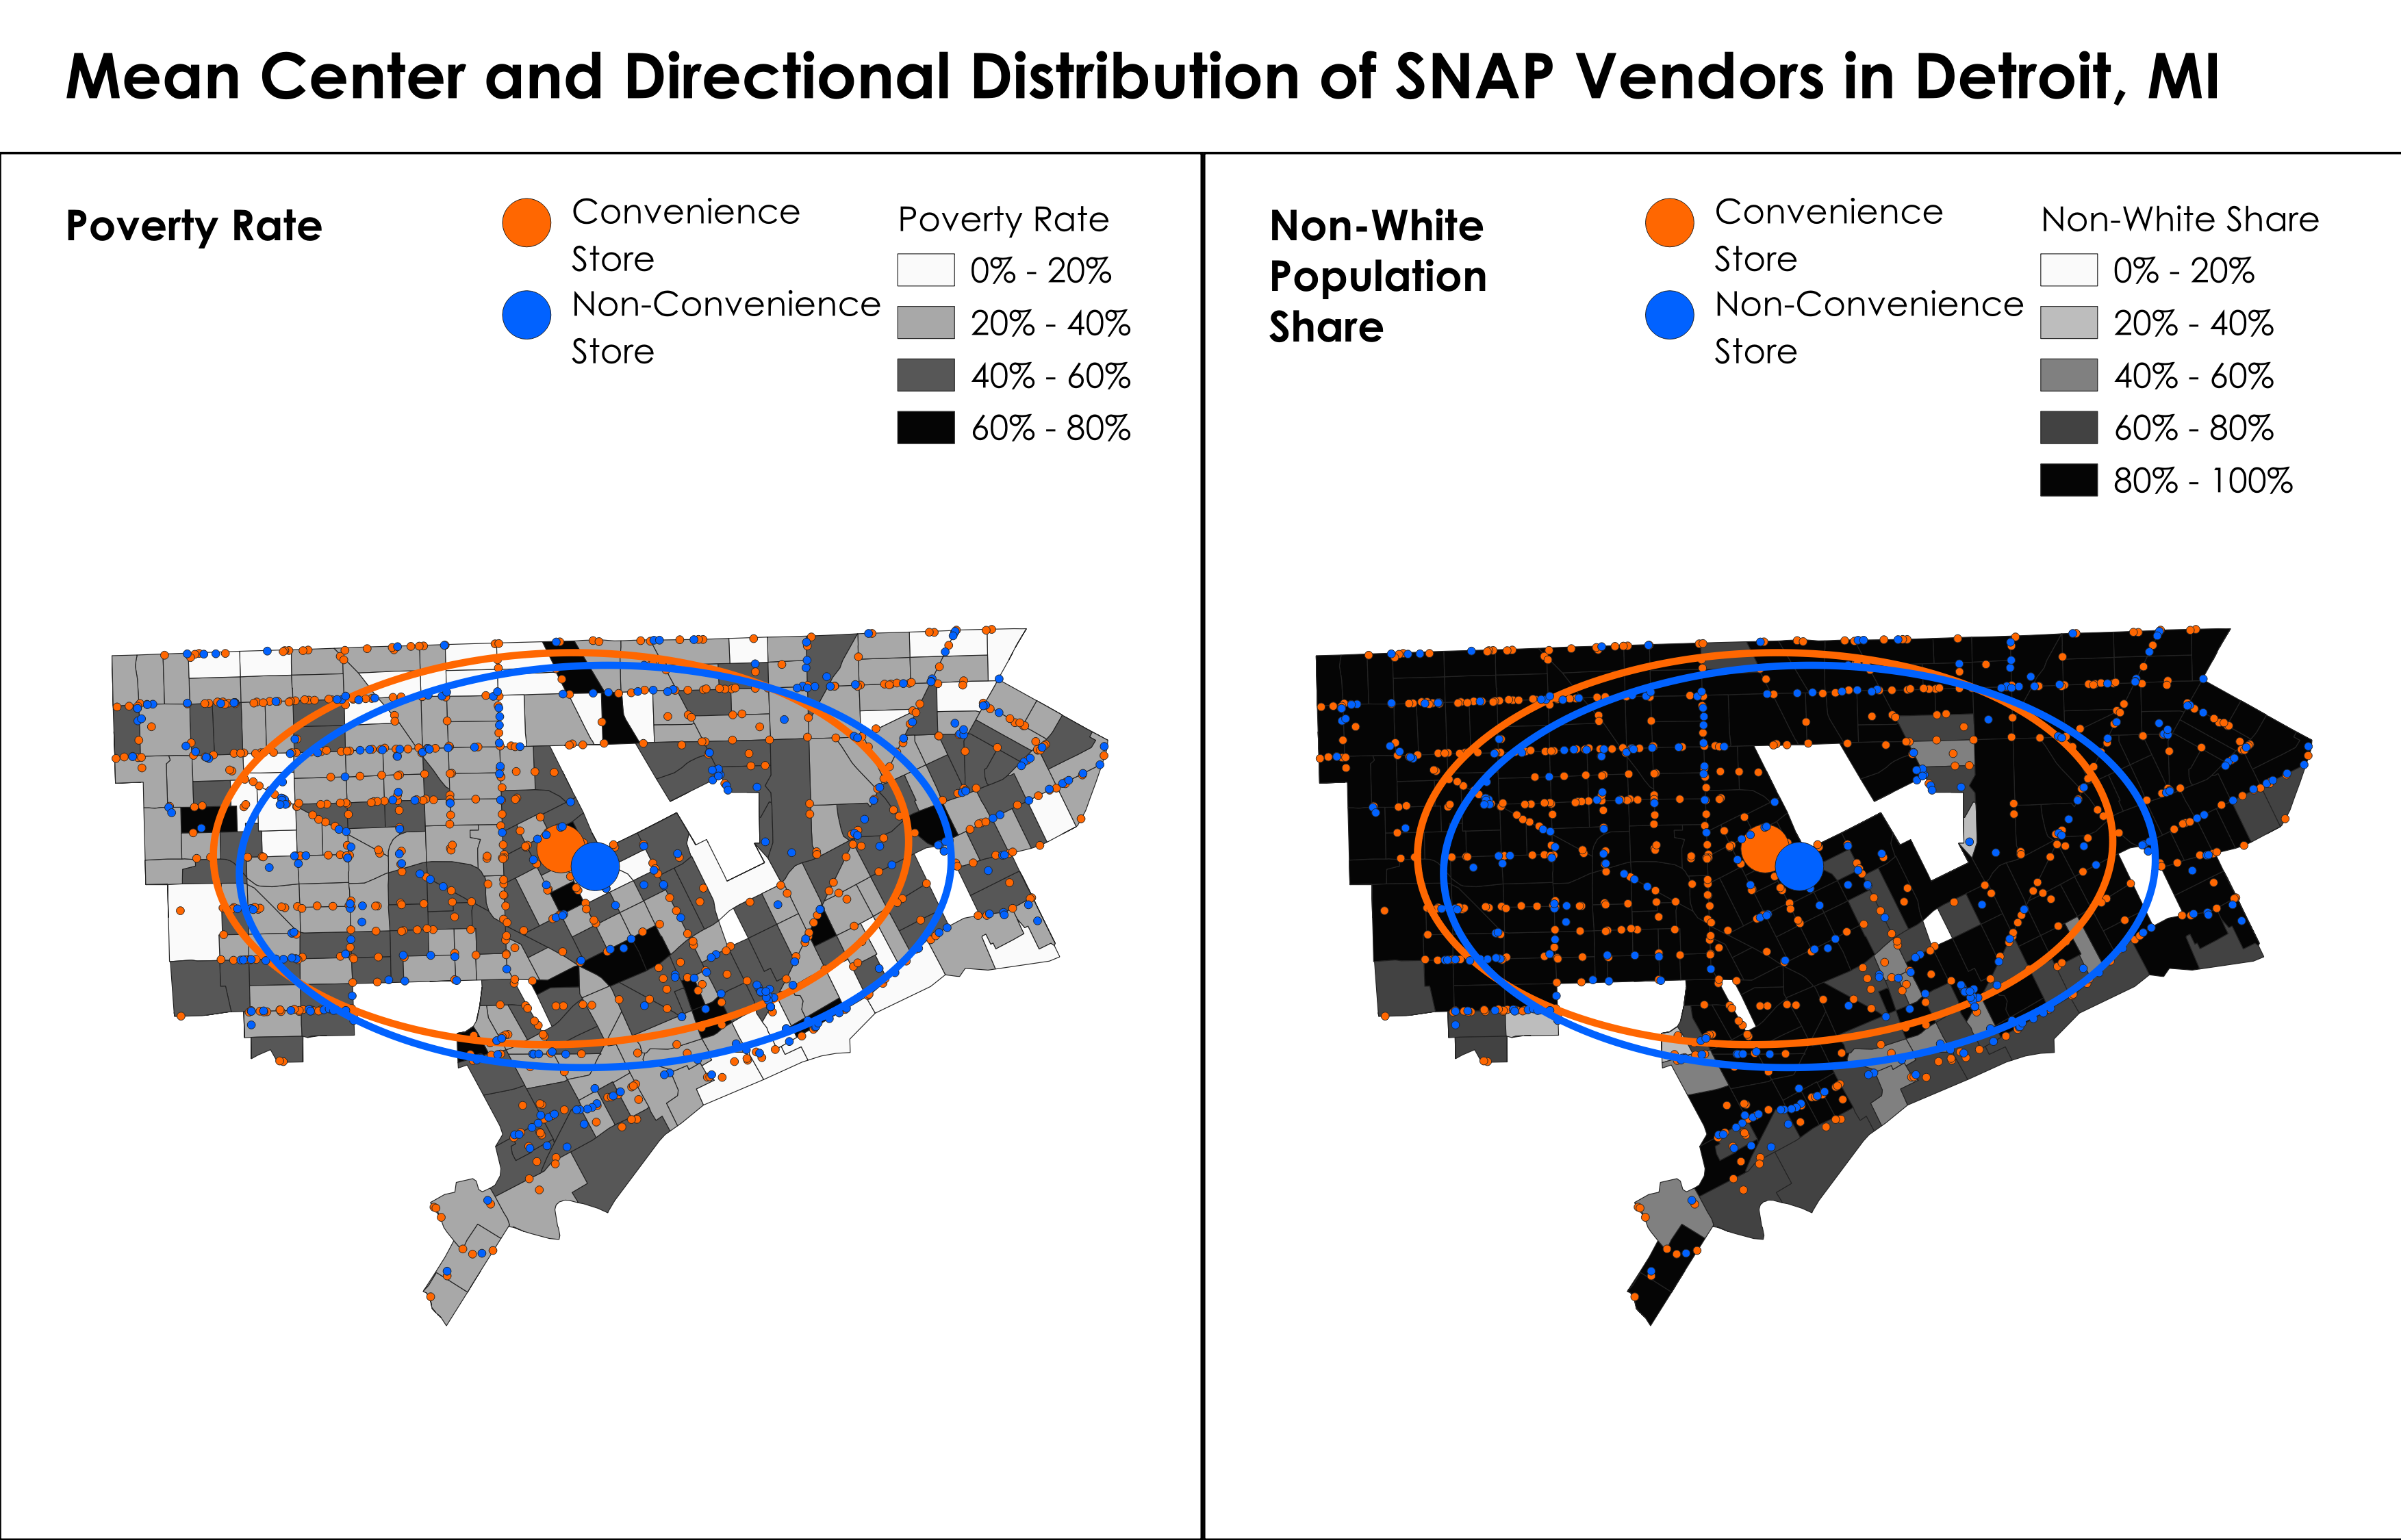 Mean Center and Directional Distribution of SNAP Vendors in Detroit, MI
Poverty Rate
Convenience
Store
Non-Convenience
Store
Poverty Rate
0% - 20%
20% - 40%
40% - 60%
60% - 80%
Non-White
Population
Share
Convenience
Store
Non-Convenience
Store
Non-White Share
0% - 20%
20% - 40%
40% - 60%
60% - 80%
80% - 100%